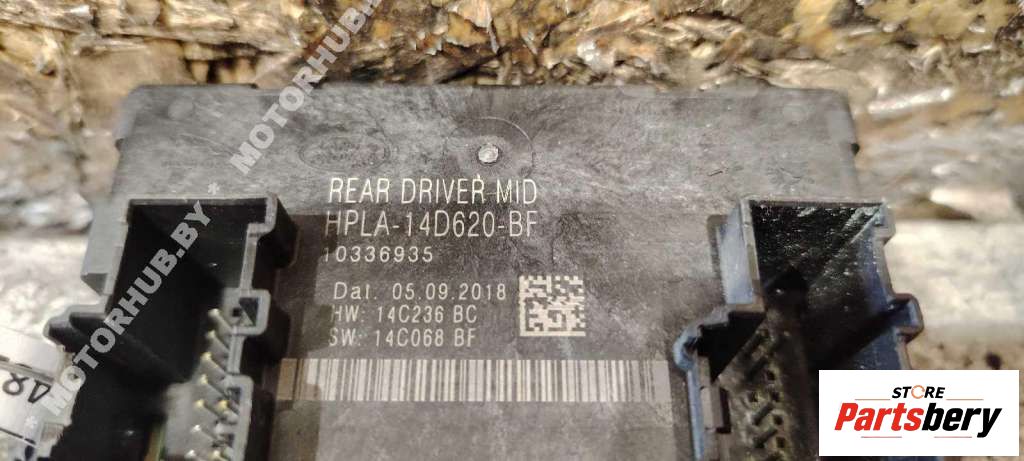 REAR DRIVER MID
HPLA-14D620-BF
10336935
Dat. 05.09.2018
HW: 14C236 BC
SW: 14C068 BF
* MOTORHUB.BY * MOTORHUB.BY
STORE
Partsbery